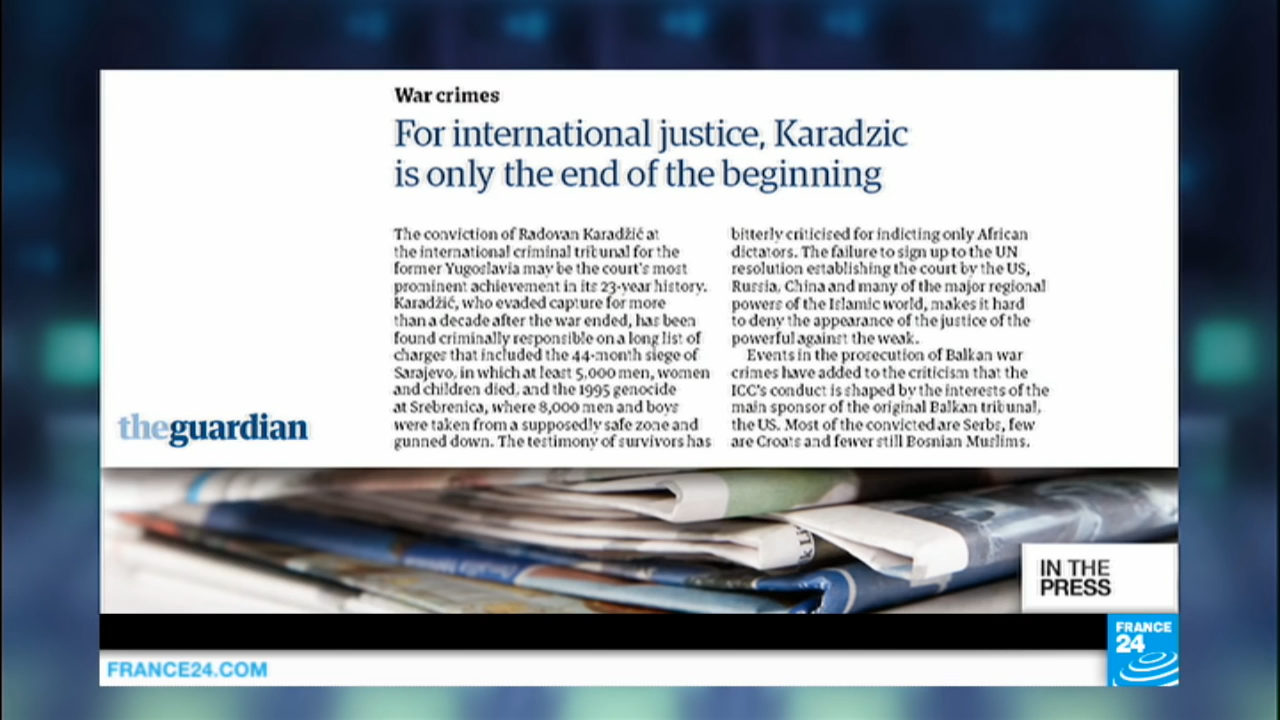 War crimes
For international justice, Karadzic
is only the end of the beginning
The conviction of Radovan Karadžić at
the international criminal tribunal for the
former Yugoslavia may be the court's most
prominent achievement in its 23-year history.
Karadžić, who evaded capture for more
than a decade after the war ended, has been
found criminally responsible on a long list of
charges that included the 44-month siege of
Sarajevo, in which at least 5,000 men, women
and children died, and the 1995 genocide
at Srebrenica, where 8,000 men and boys
were taken from a supposedly safe zone and
gunned down. The testimony of survivors has
bitterly criticised for indicting only African
dictators. The failure to sign up to the UN
resolution establishing the court by the US,
Russia, China and many of the major regional
powers of the Islamic world, makes it hard
to deny the appearance of the justice of the
powerful against the weak.
Events in the prosecution of Balkan war
crimes have added to the criticism that the
ICC's conduct is shaped by the interests of the
main sponsor of the original Balkan tribunal,
the US. Most of the convicted are Serbs, few
are Croats and fewer still Bosnian Muslims.
theguardian
IN THE
PRESS
FRANCE
24
FRANCE24.COM